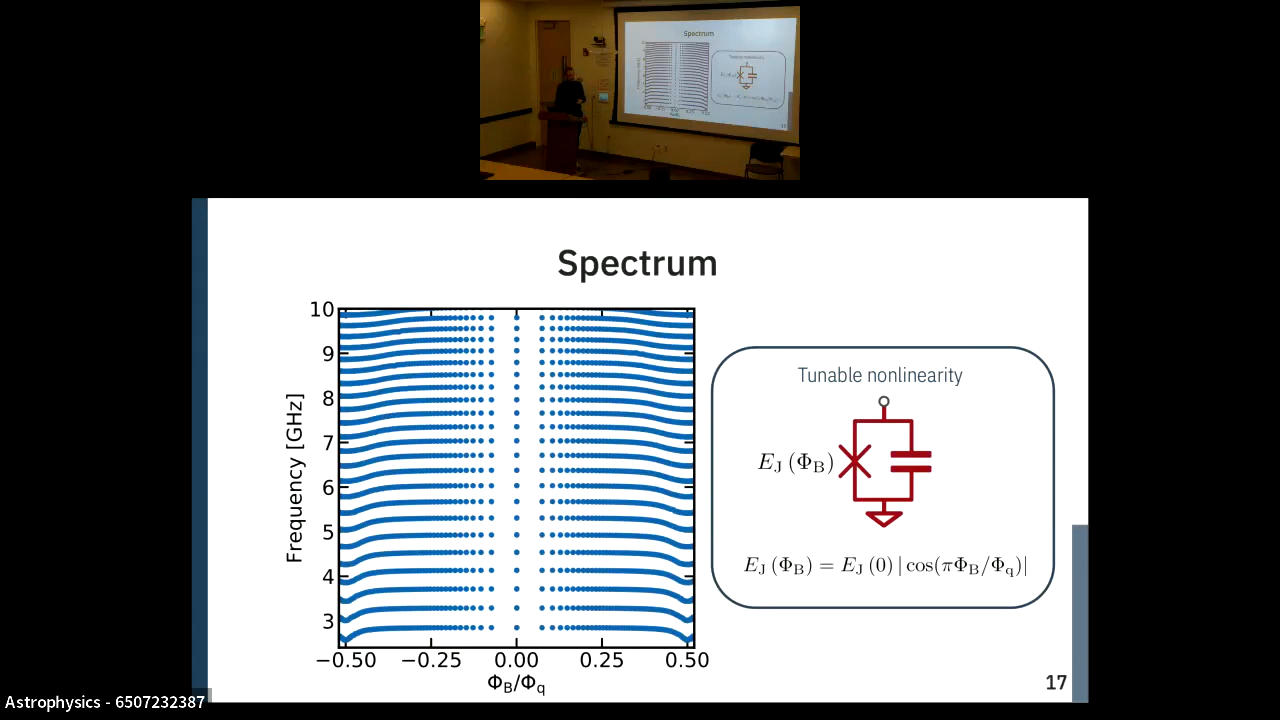 Spectrum
Spectrum
10
9
8
7
6
5
4
3
Frequency [GHz]
−0.50 −0.25 0.00 0.25 0.50
Φ_B/Φ_q
Tunable nonlinearity
E_J (Φ_B)
E_J (Φ_B) = E_J (0) | cos(πΦ_B/Φ_q)|
17
Astrophysics - 6507232387